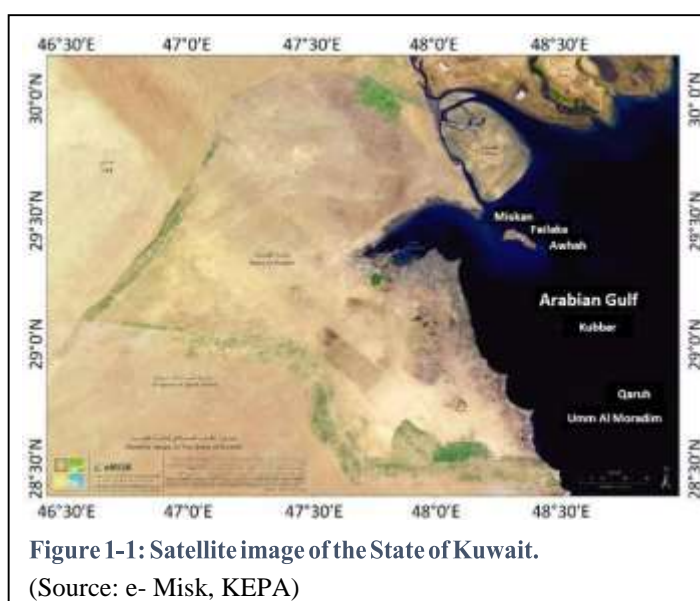 46°30'E 47°0'E 47°30'E 48°0'E 48°30'E
30°0'N 30°0'N
29°30'N 29°30'N
29°0'N 29°0'N
28°30'N 28°30'N
Miskan
Failaka
Awhah
Arabian Gulf
Kubbar
Qaruh
Umm Al Moradim
46°30'E 47°0'E 47°30'E 48°0'E 48°30'E
Figure 1-1: Satellite image of the State of Kuwait.
(Source: e- Misk, KEPA)